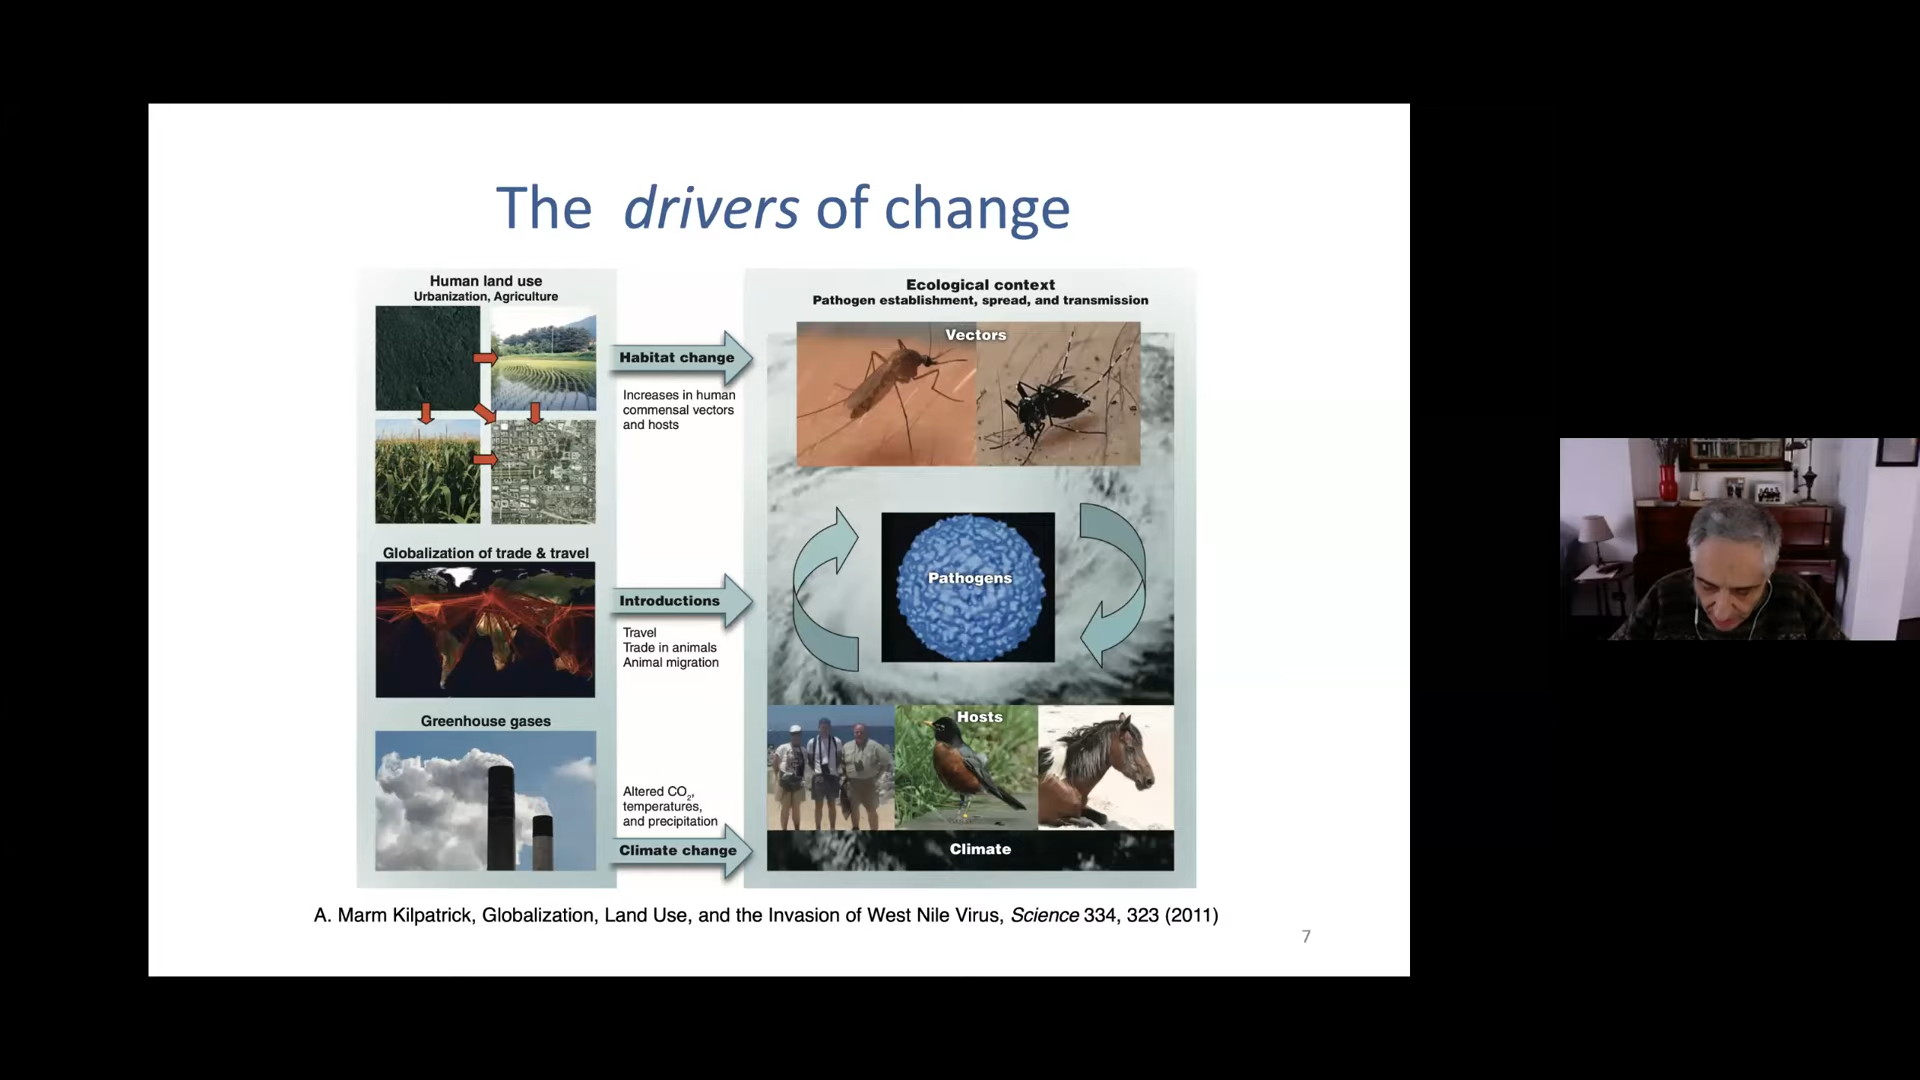 The drivers of change
Human land use
Urbanization, Agriculture
Habitat change
Increases in human
commensal vectors
and hosts
Globalization of trade & travel
Introductions
Travel
Trade in animals
Animal migration
Greenhouse gases
Altered CO2,
temperatures,
and precipitation
Climate change
Ecological context
Pathogen establishment, spread, and transmission
Vectors
Pathogens
Hosts
Climate
A. Marm Kilpatrick, Globalization, Land Use, and the Invasion of West Nile Virus, Science 334, 323 (2011)
7